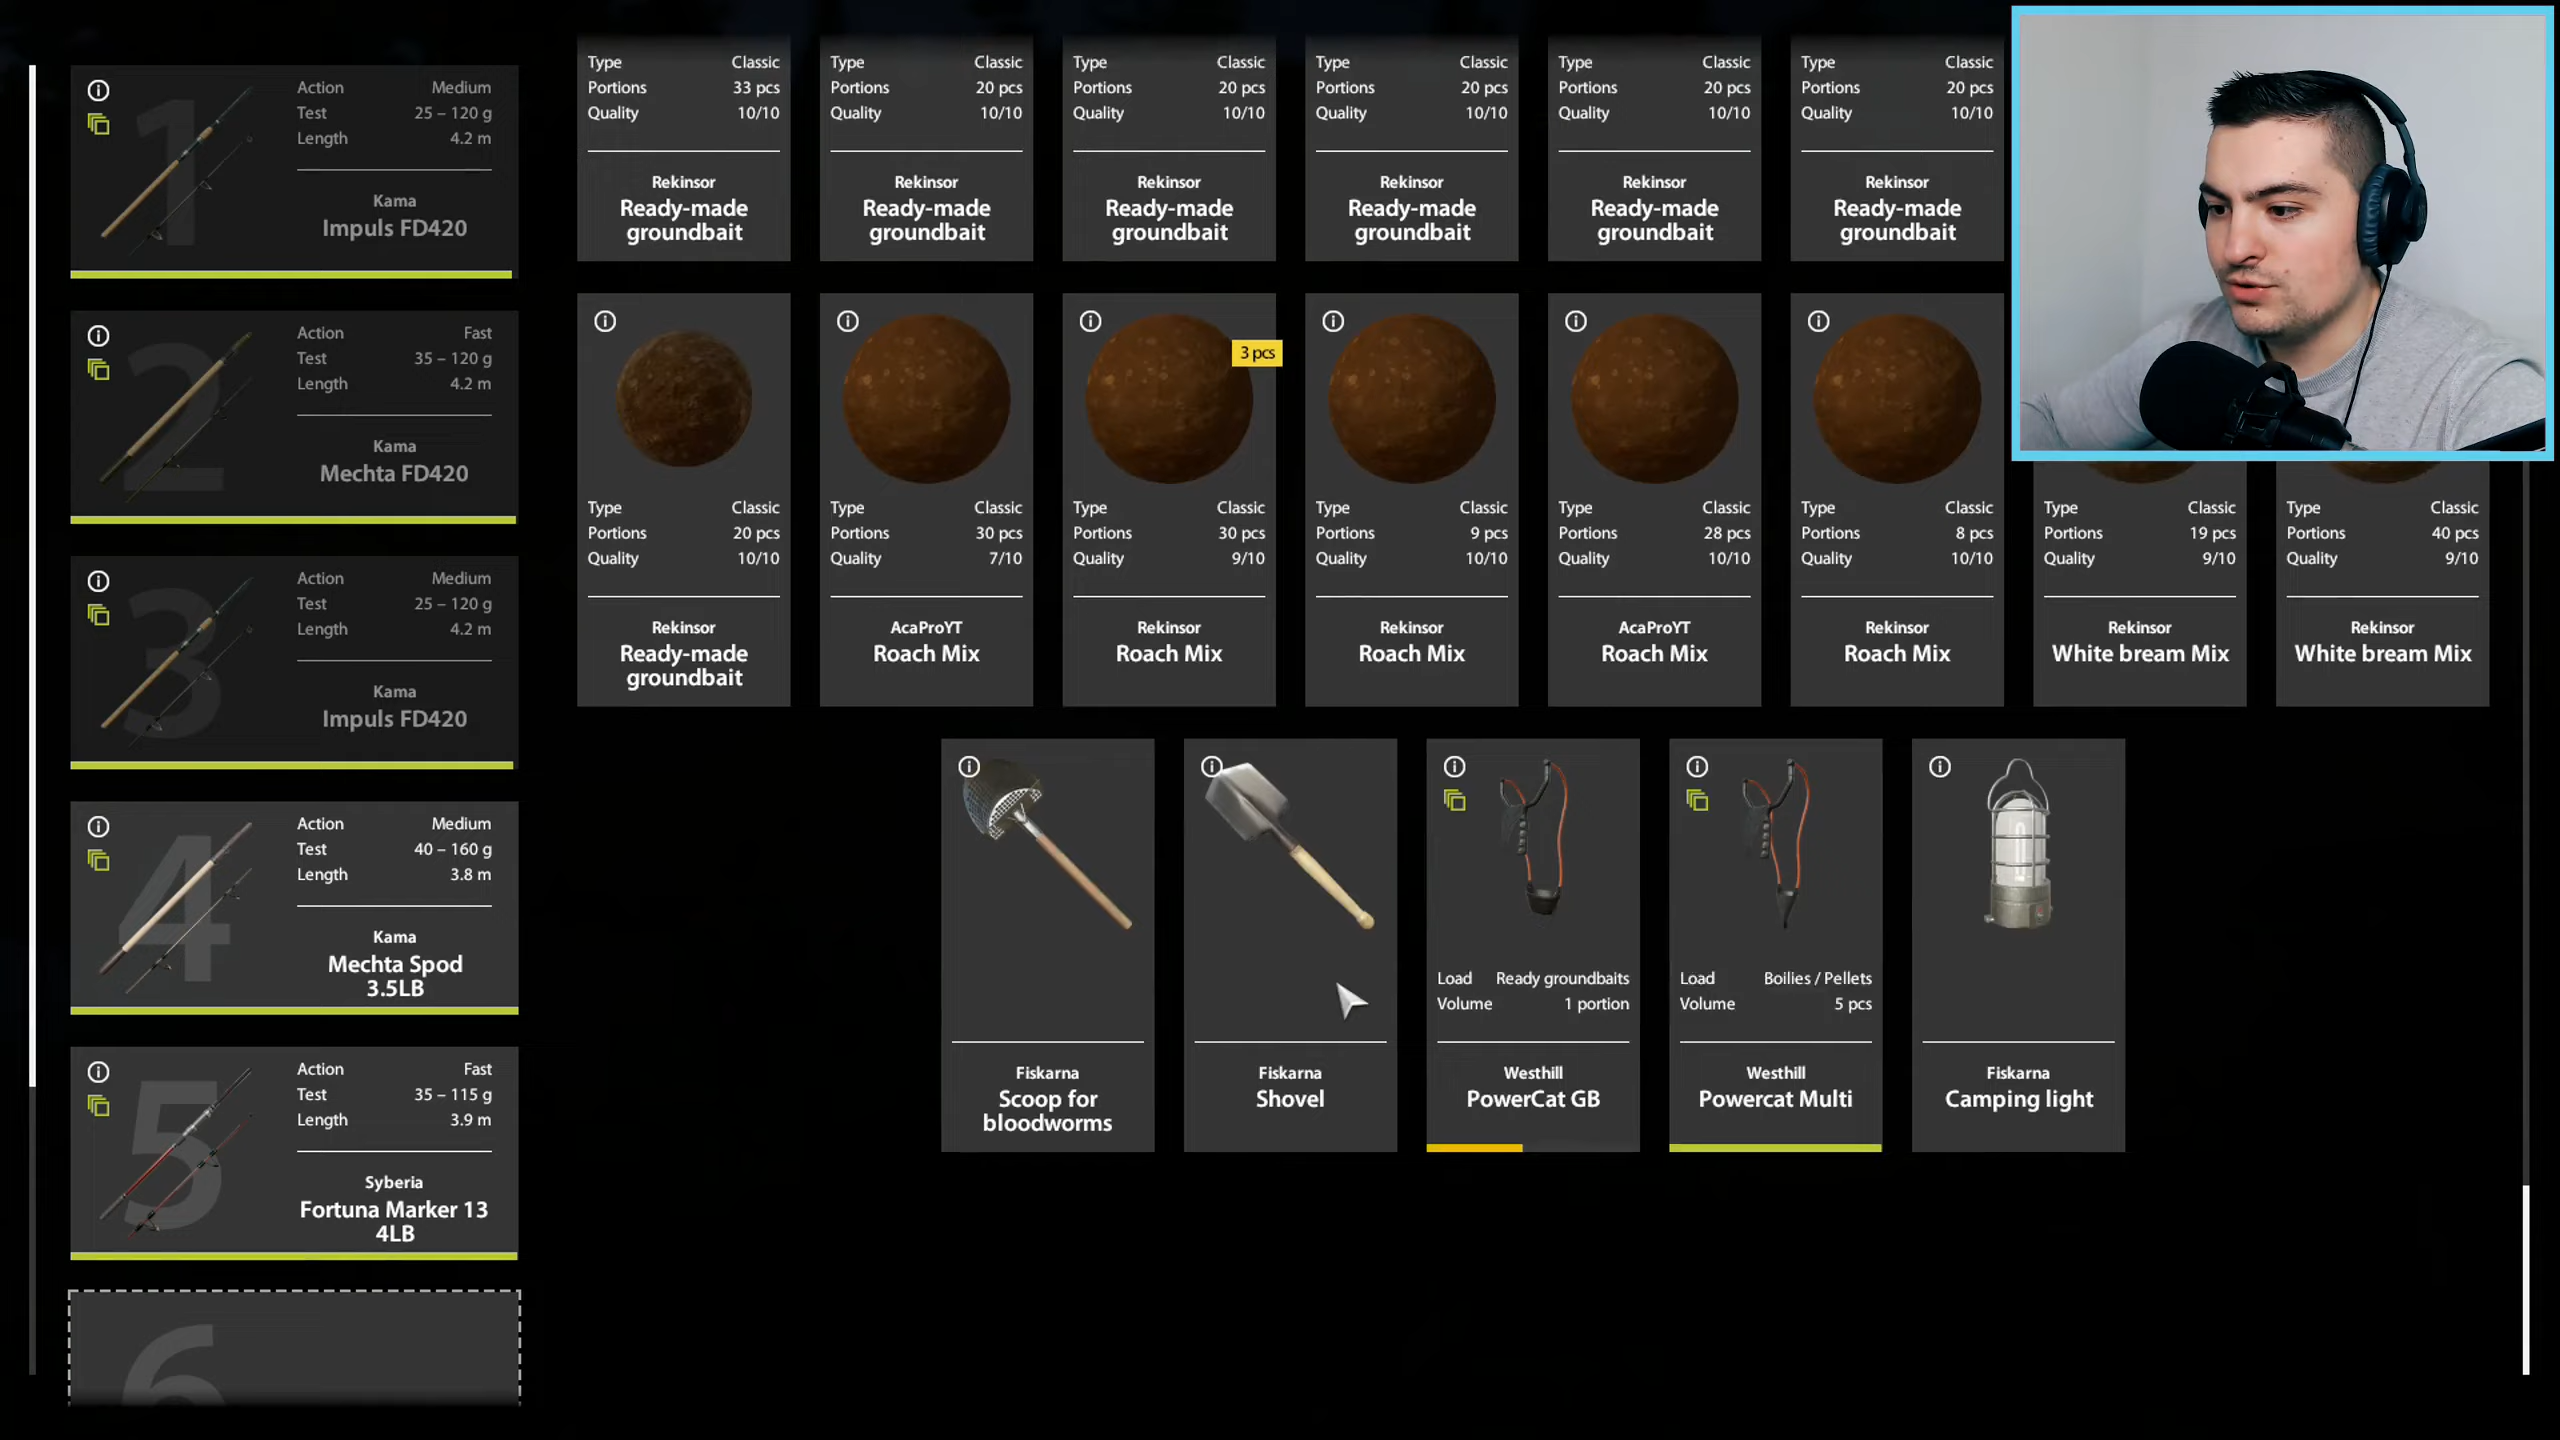 1
Action Medium
Test 25 – 120 g
Length 4.2 m
Kama
Impuls FD420
2
Action Fast
Test 35 – 120 g
Length 4.2 m
Kama
Mechta FD420
3
Action Medium
Test 25 – 120 g
Length 4.2 m
Kama
Impuls FD420
4
Action Medium
Test 40 – 160 g
Length 3.8 m
Kama
Mechta Spod
3.5LB
5
Action Fast
Test 35 – 115 g
Length 3.9 m
Syberia
Fortuna Marker 13
4LB
6
Type Classic
Portions 33 pcs
Quality 10/10
Rekinsor
Ready-made
groundbait
Type Classic
Portions 20 pcs
Quality 10/10
Rekinsor
Ready-made
groundbait
Type Classic
Portions 20 pcs
Quality 10/10
Rekinsor
Ready-made
groundbait
Type Classic
Portions 20 pcs
Quality 10/10
Rekinsor
Ready-made
groundbait
Type Classic
Portions 20 pcs
Quality 10/10
Rekinsor
Ready-made
groundbait
Type Classic
Portions 20 pcs
Quality 10/10
Rekinsor
Ready-made
groundbait
Type Classic
Portions 20 pcs
Quality 10/10
Rekinsor
Ready-made
groundbait
Type Classic
Portions 30 pcs
Quality 7/10
AcaProYT
Roach Mix
3 pcs
Type Classic
Portions 30 pcs
Quality 9/10
Rekinsor
Roach Mix
Type Classic
Portions 9 pcs
Quality 10/10
Rekinsor
Roach Mix
Type Classic
Portions 28 pcs
Quality 10/10
AcaProYT
Roach Mix
Type Classic
Portions 8 pcs
Quality 10/10
Rekinsor
Roach Mix
Type Classic
Portions 19 pcs
Quality 9/10
Rekinsor
White bream Mix
Type Classic
Portions 40 pcs
Quality 9/10
Rekinsor
White bream Mix
Fiskarna
Scoop for
bloodworms
Fiskarna
Shovel
Load Ready groundbaits
Volume 1 portion
Westhill
PowerCat GB
Load Boilies / Pellets
Volume 5 pcs
Westhill
Powercat Multi
Fiskarna
Camping light